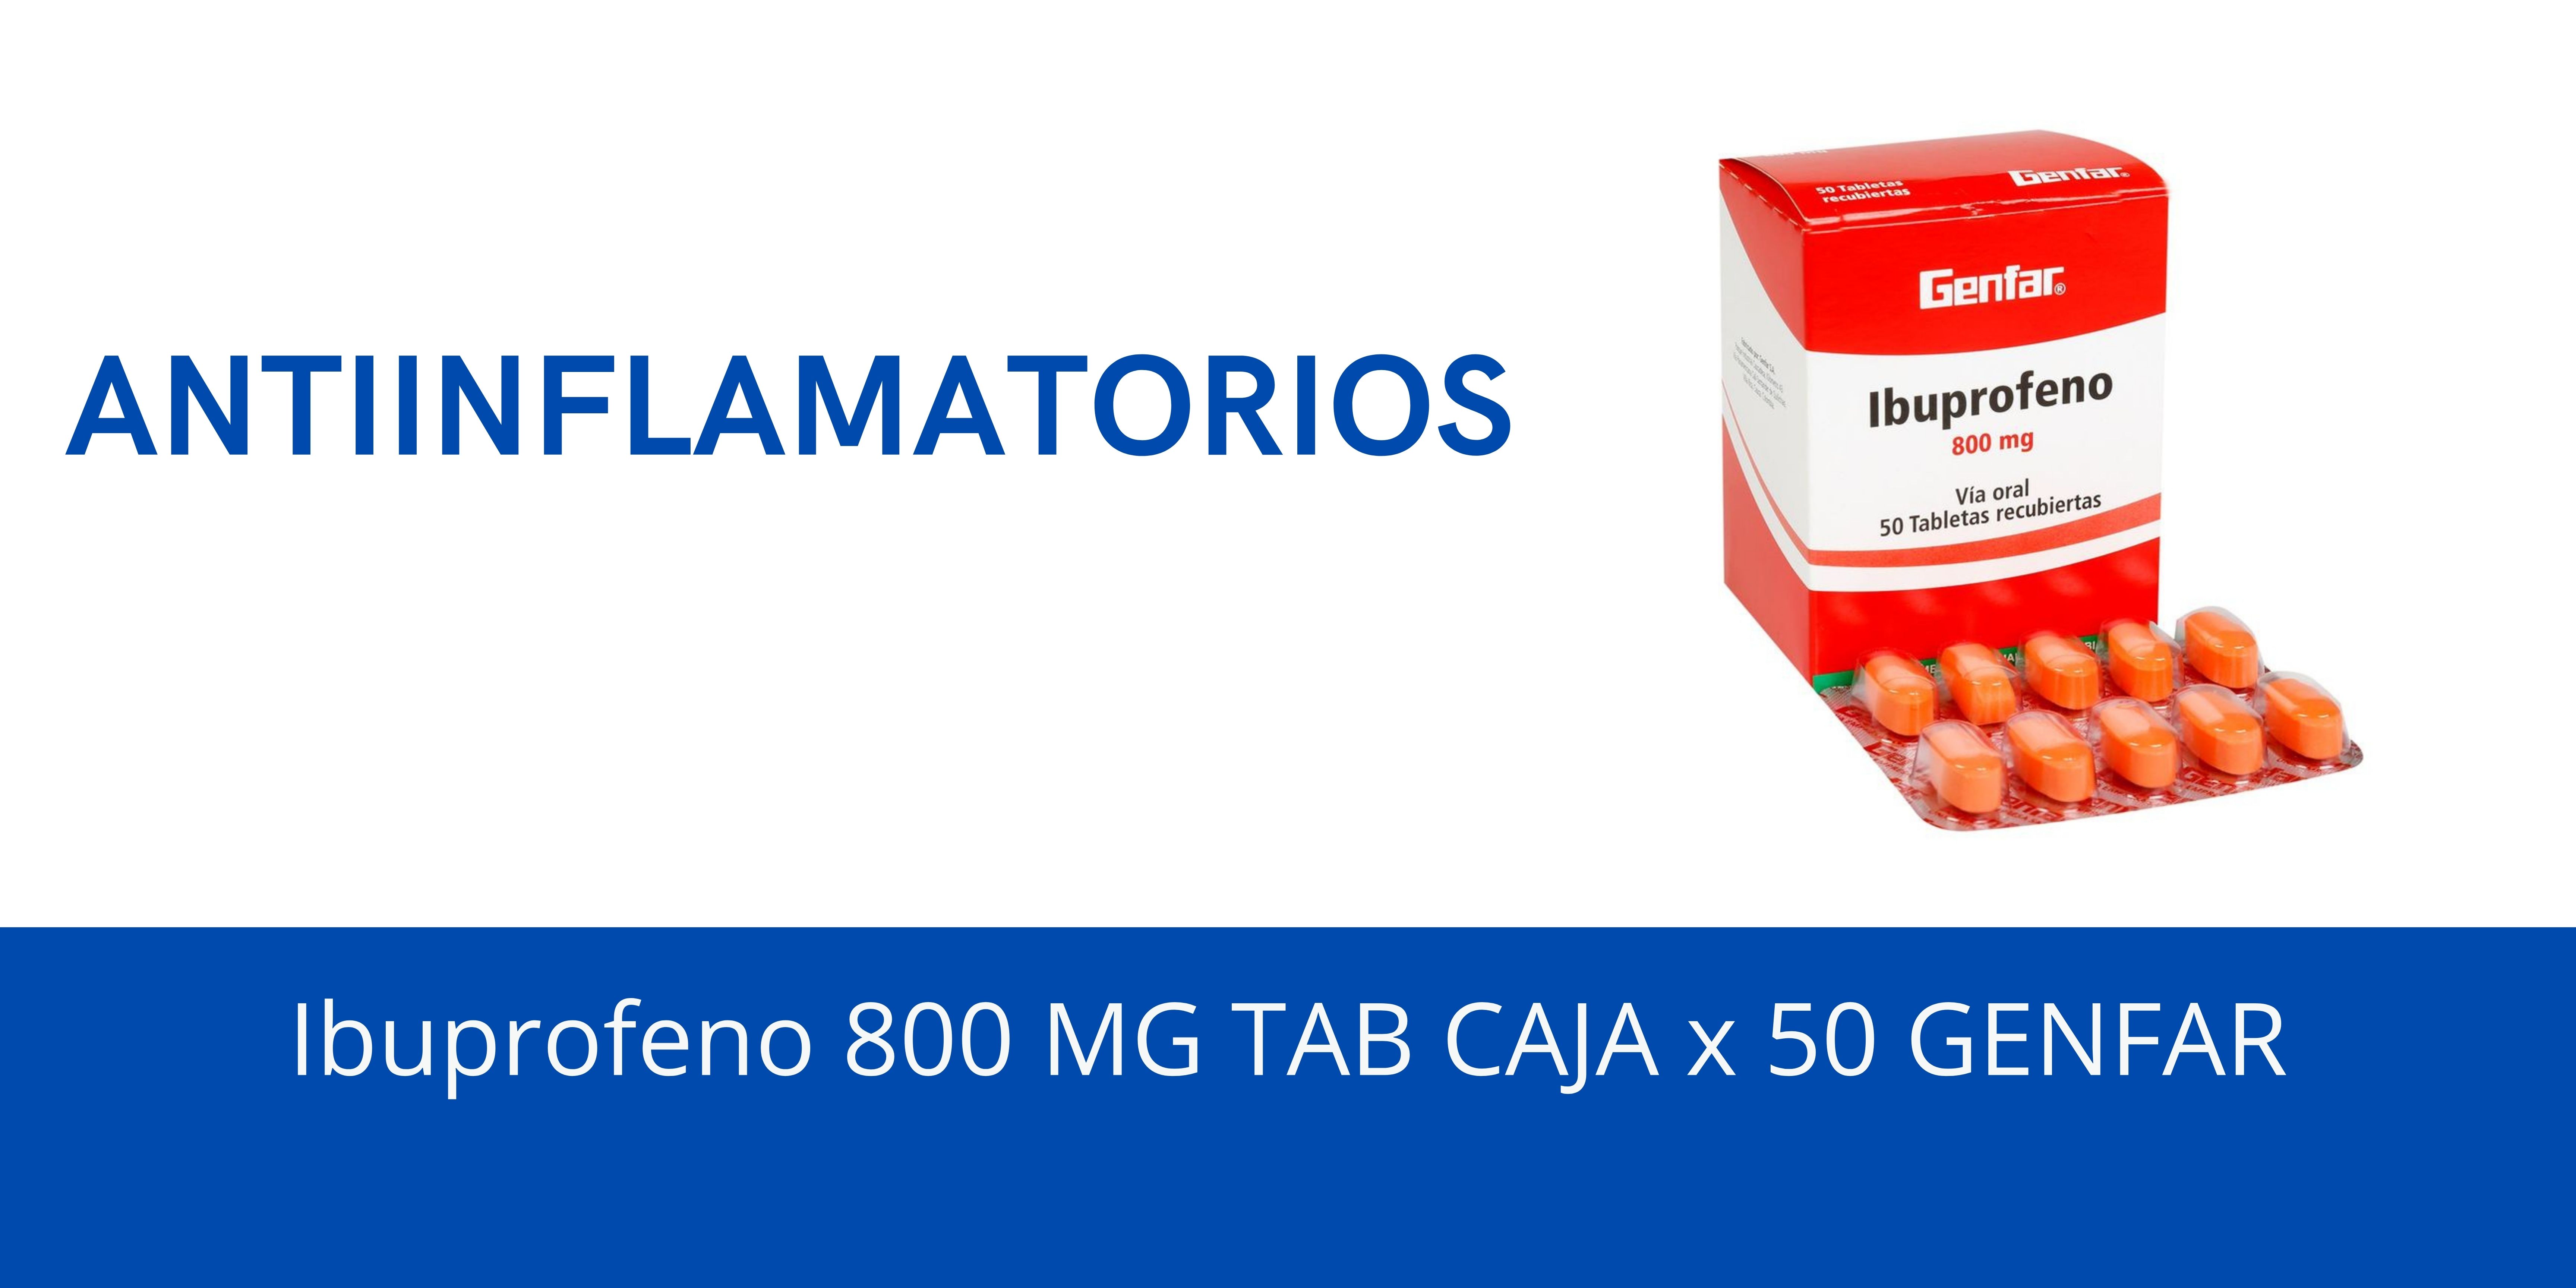 ANTIINFLAMATORIOS
50 Tabletas
recubiertas
Genfar®
Genfar®
Ibuprofeno
800 mg
Vía oral
50 Tabletas recubiertas
Ibuprofeno 800 MG TAB CAJA x 50 GENFAR